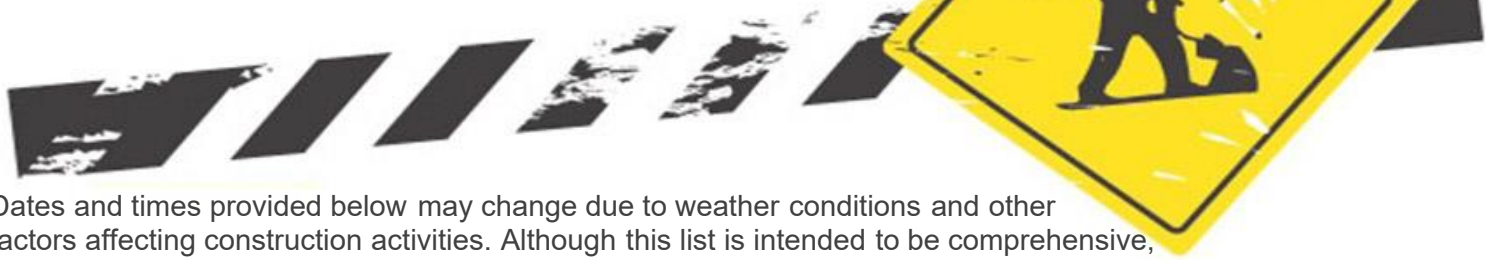 Dates and times provided below may change due to weather conditions and other
actors affecting construction activities. Although this list is intended to be comprehensive,